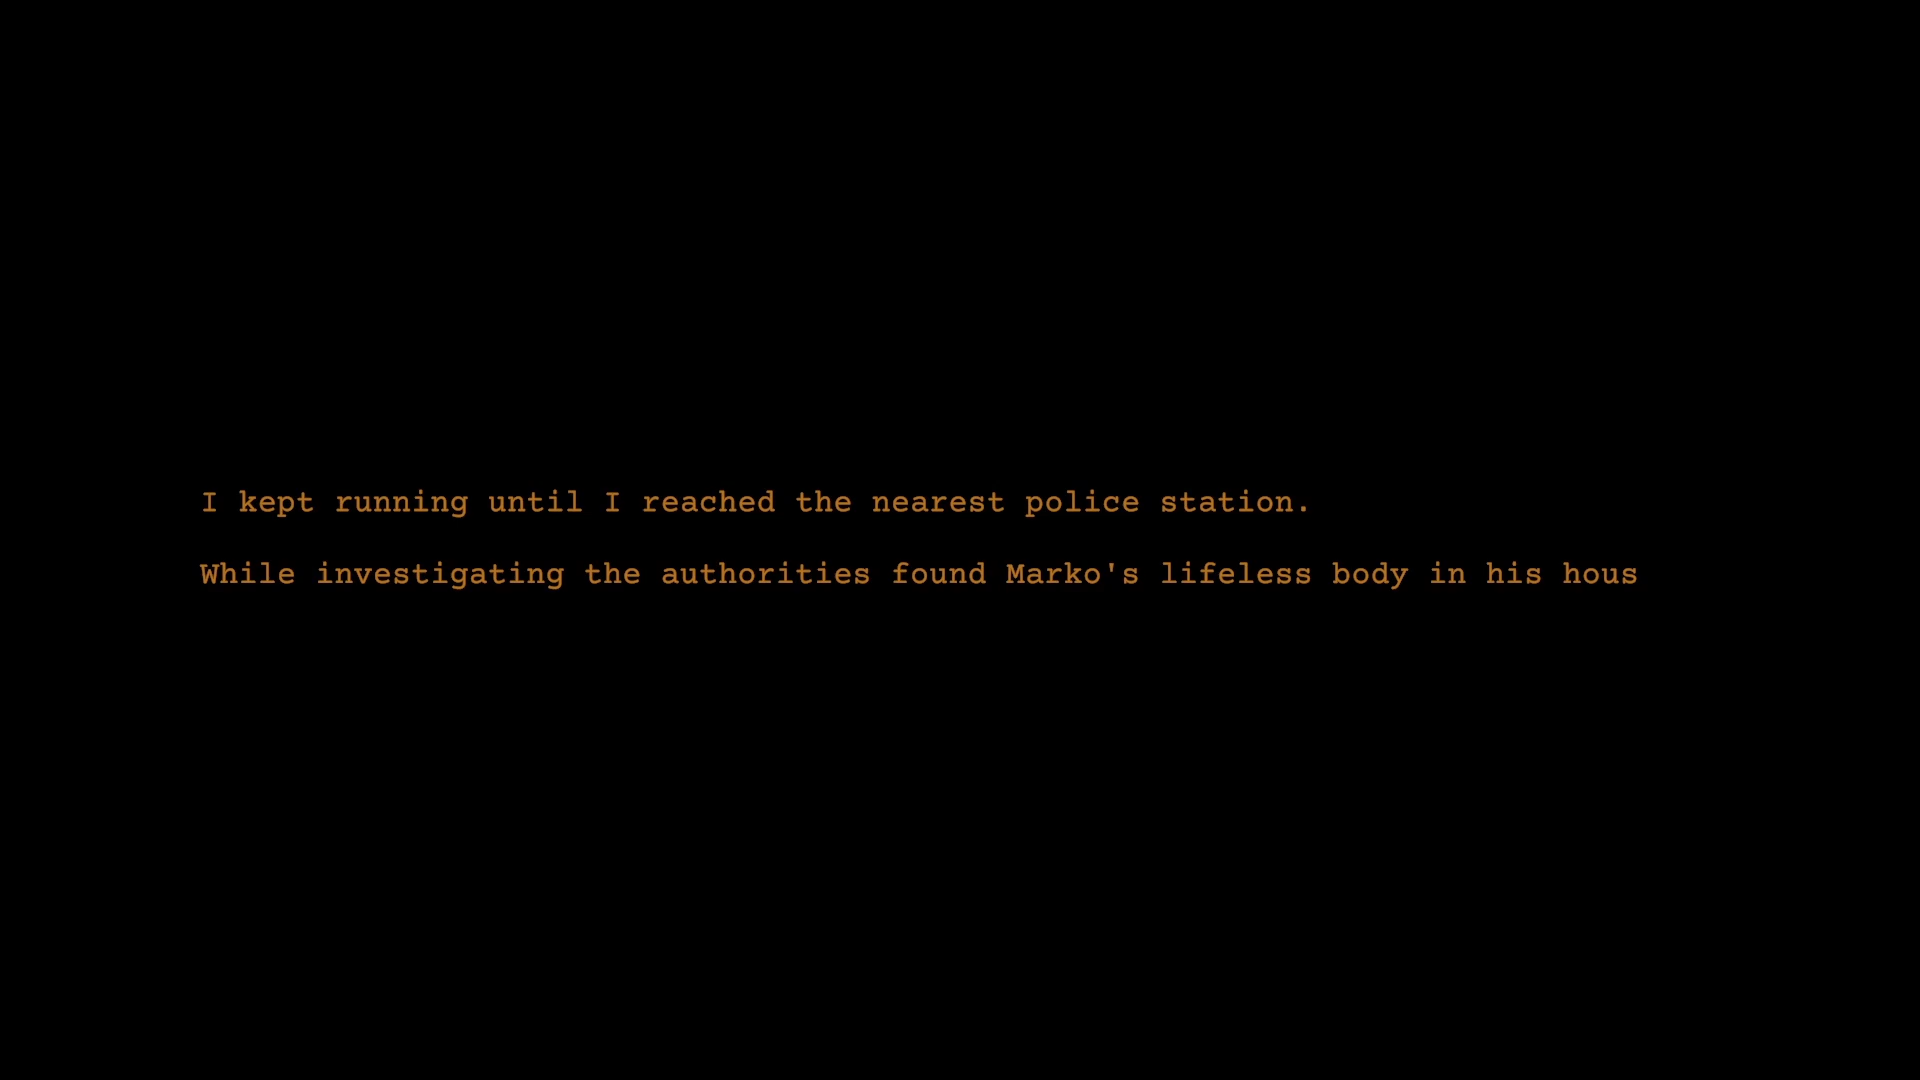 I kept running until I reached the nearest police station.
While investigating the authorities found Marko's lifeless body in his hous